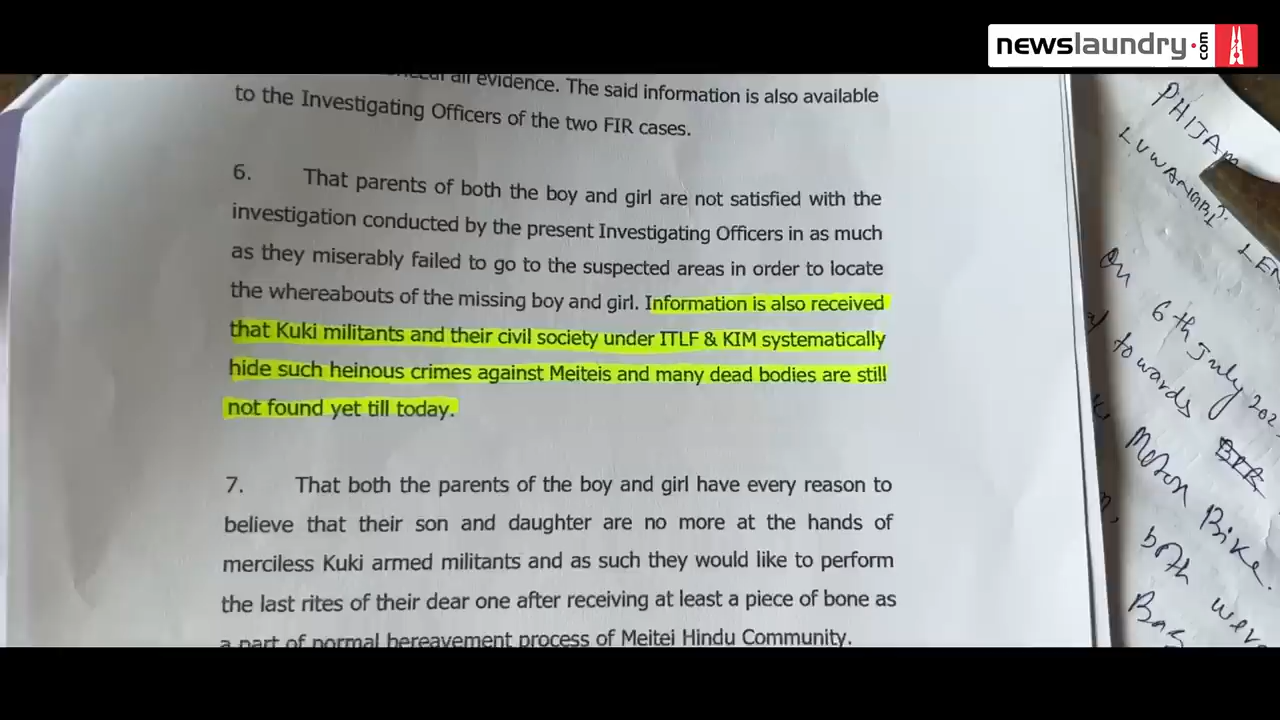 newslaundry.com
all evidence. The said information is also available
to the Investigating Officers of the two FIR cases.
6. That parents of both the boy and girl are not satisfied with the
investigation conducted by the present Investigating Officers in as much
as they miserably failed to go to the suspected areas in order to locate
the whereabouts of the missing boy and girl. Information is also received
that Kuki militants and their civil society under ITLF & KIM systematically
hide such heinous crimes against Meiteis and many dead bodies are still
not found yet till today.
7. That both the parents of the boy and girl have every reason to
believe that their son and daughter are no more at the hands of
merciless Kuki armed militants and as such they would like to perform
the last rites of their dear one after receiving at least a piece of bone as
a part of normal bereavement process of Meitei Hindu Community.
PHIJAM
On 6th July 202
towards
Motor Bike.
both were